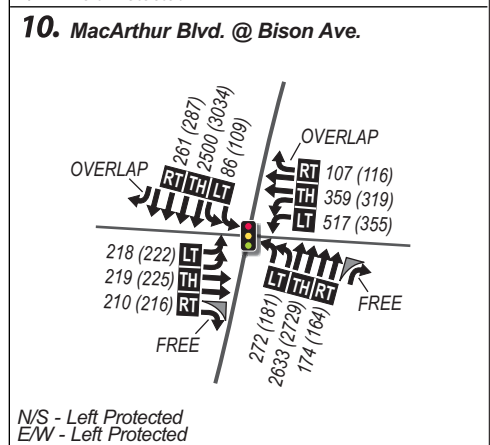 10. MacArthur Blvd. @ Bison Ave.
261 (287)
2500 (3034)
86 (109)
OVERLAP
RT TH LT
OVERLAP
RT 107 (116)
TH 359 (319)
LT 517 (355)
218 (222) LT
219 (225) TH
210 (216) RT
FREE
LT TH RT
FREE
272 (181)
2633 (2729)
174 (164)
N/S - Left Protected
E/W - Left Protected